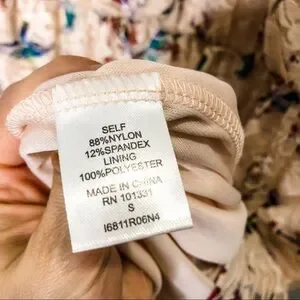 SELF
88%NYLON
12%SPANDEX
LINING
100%POLYESTER
MADE IN CHINA
RN 101331
S
I6811R06N4